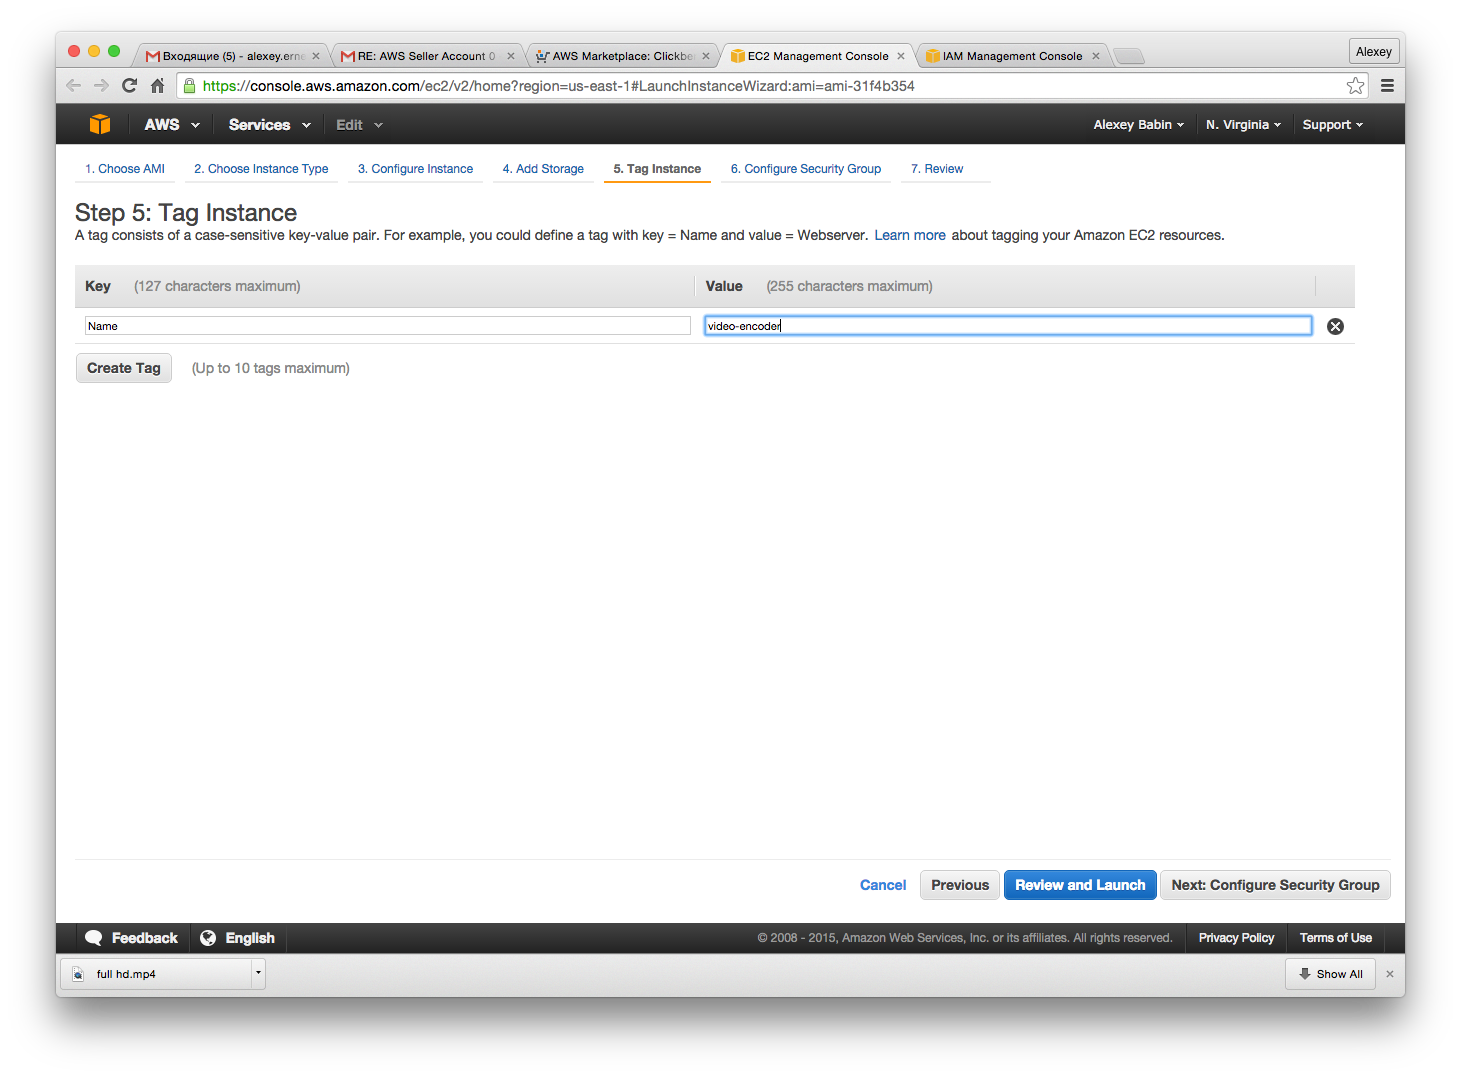 Входящие (5) - alexey.erne
RE: AWS Seller Account 0
AWS Marketplace: Clickbe
EC2 Management Console
IAM Management Console
Alexey
https://console.aws.amazon.com/ec2/v2/home?region=us-east-1#LaunchInstanceWizard:ami=ami-31f4b354
AWS Services Edit Alexey Babin N. Virginia Support
1. Choose AMI 2. Choose Instance Type 3. Configure Instance 4. Add Storage 5. Tag Instance 6. Configure Security Group 7. Review
Step 5: Tag Instance
A tag consists of a case-sensitive key-value pair. For example, you could define a tag with key = Name and value = Webserver. Learn more about tagging your Amazon EC2 resources.
Key (127 characters maximum) Value (255 characters maximum)
Name video-encoder
Create Tag (Up to 10 tags maximum)
Cancel Previous Review and Launch Next: Configure Security Group
Feedback English © 2008 - 2015, Amazon Web Services, Inc. or its affiliates. All rights reserved. Privacy Policy Terms of Use
full hd.mp4 Show All